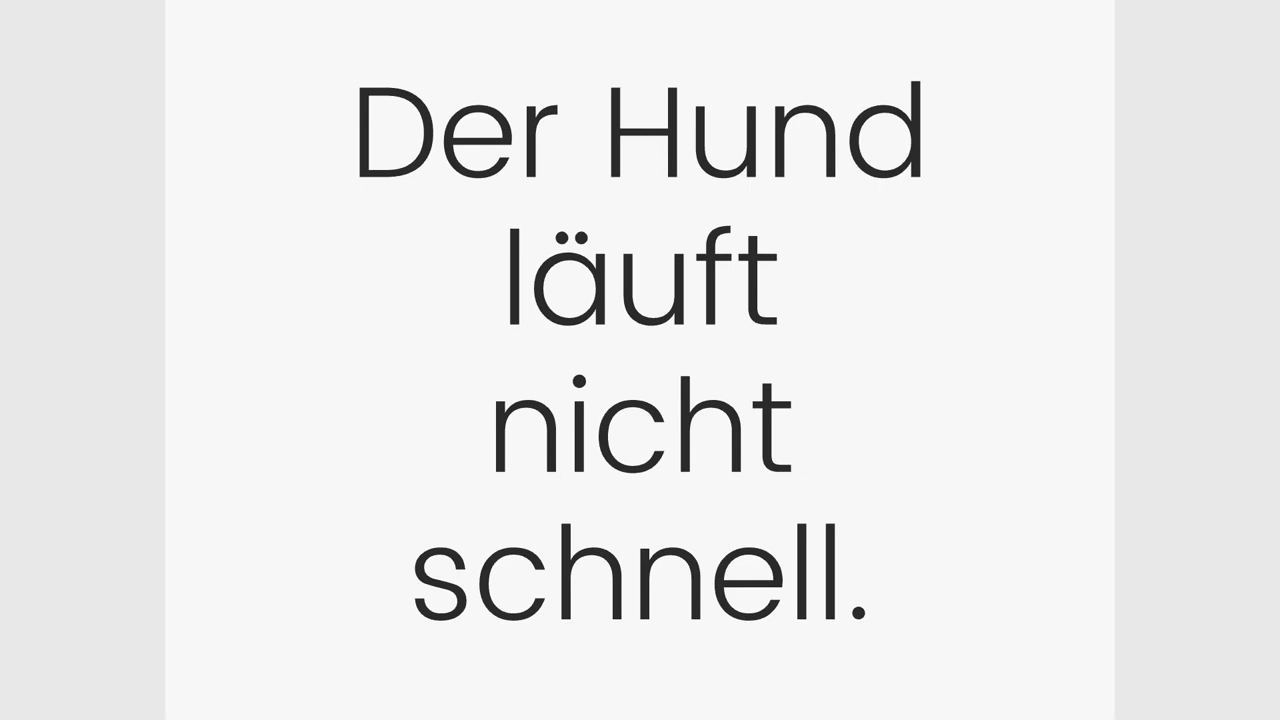 Der Hund
läuft
nicht
schnell.